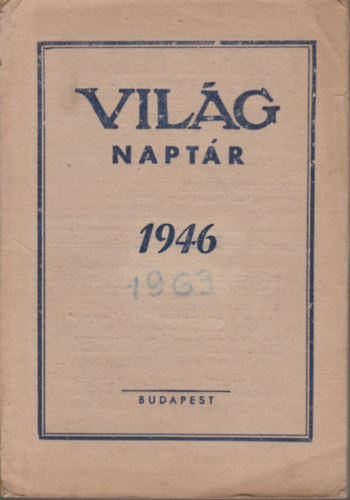 VILÁG
NAPTÁR
1946
1963
BUDAPEST